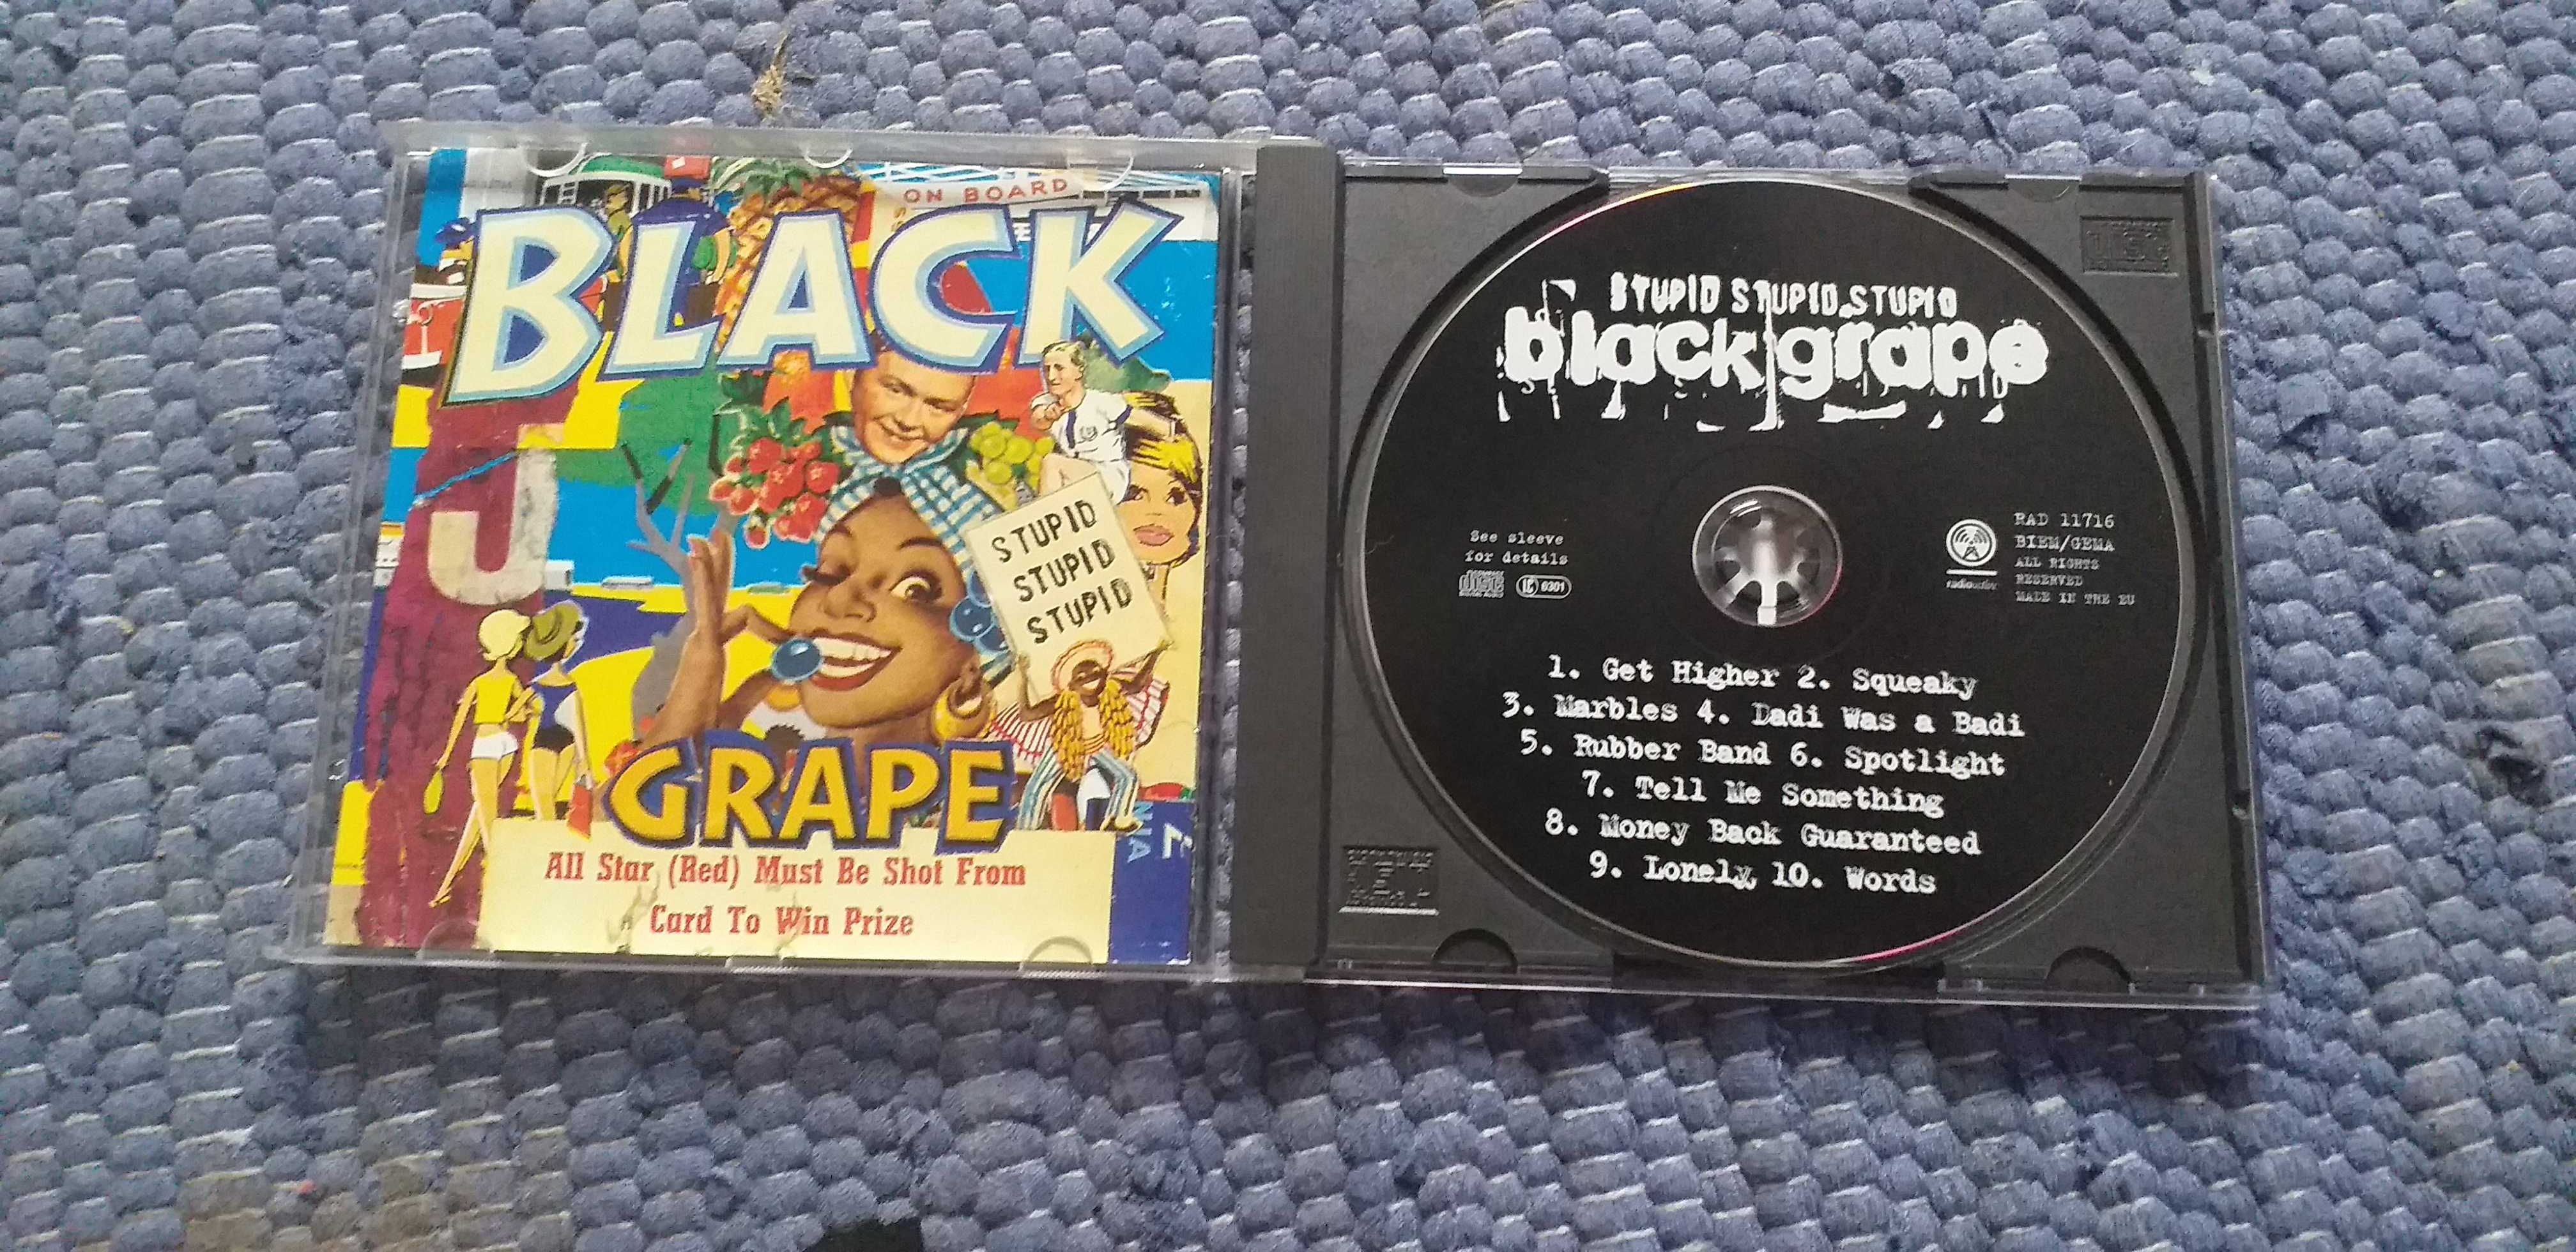 ON BOARD
BLACK
J
STUPID
STUPID
STUPID
GRAPE
All Star (Red) Must Be Shot From
Card To Win Prize
STUPID STUPID STUPID
black grape
See sleeve
for details
disc
LC 6301
RAD 11716
BIEM/GEMA
ALL RIGHTS
RESERVED
MADE IN THE EU
1. Get Higher 2. Squeaky
3. Marbles 4. Dadi Was a Badi
5. Rubber Band 6. Spotlight
7. Tell Me Something
8. Money Back Guaranteed
9. Lonely 10. Words